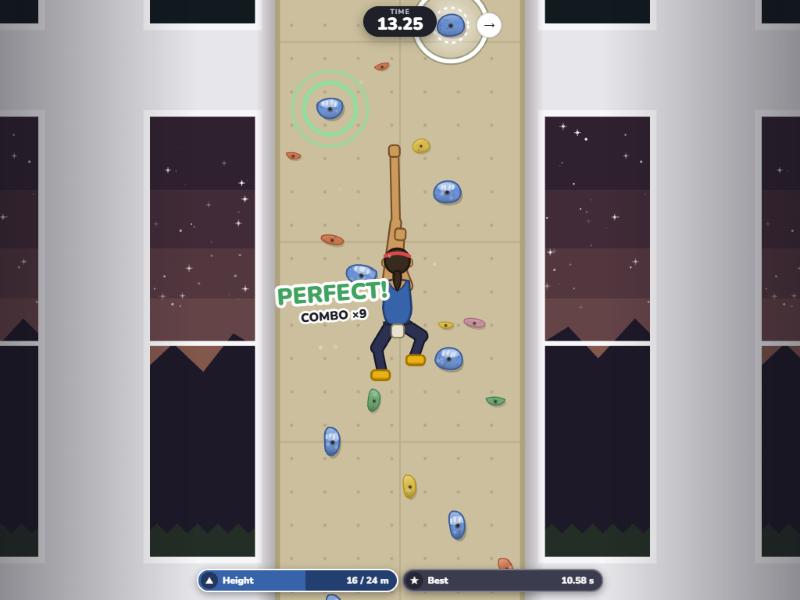 TIME
13.25
→
PERFECT!
COMBO ×9
Height 16 / 24 m
Best 10.58 s